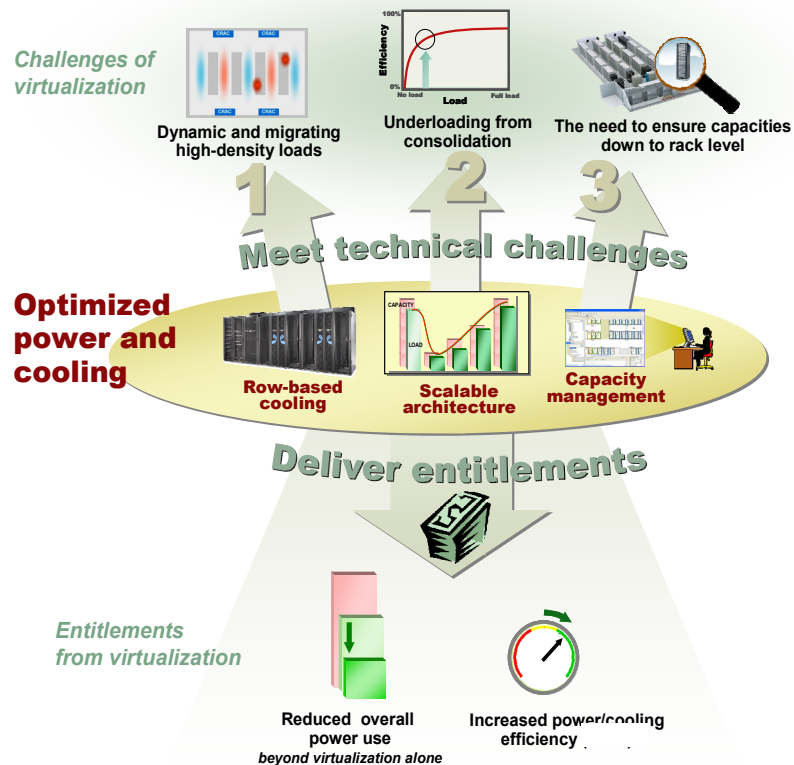 Challenges of
virtualization
CRAC
CRAC
CRAC
CRAC
Dynamic and migrating
high-density loads
100%
Efficiency
0%
No load
Load
Full load
Underloading from
consolidation
The need to ensure capacities
down to rack level
1
2
3
Meet technical challenges
Optimized
power and
cooling
Row-based
cooling
CAPACITY
LOAD
Scalable
architecture
Capacity
management
Deliver entitlements
Entitlements
from virtualization
Reduced overall
power use
beyond virtualization alone
Increased power/cooling
efficiency